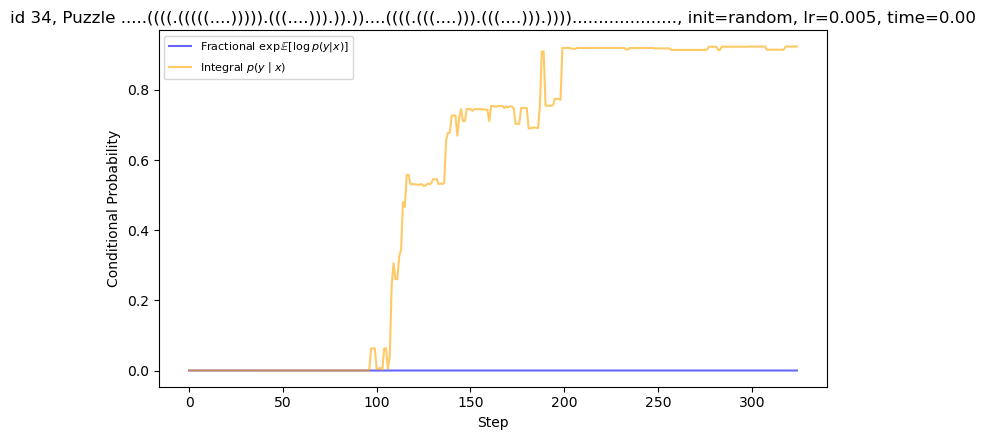 id 34, Puzzle .....((((.(((((....))))).(((....))).)).))....((((.(((....))).(((....))).))))....................., init=random, lr=0.005, time=0.00
Fractional exp𝔼[log p(y|x)]
Integral p(y | x)
Conditional Probability
0.8
0.6
0.4
0.2
0.0
0 50 100 150 200 250 300
Step